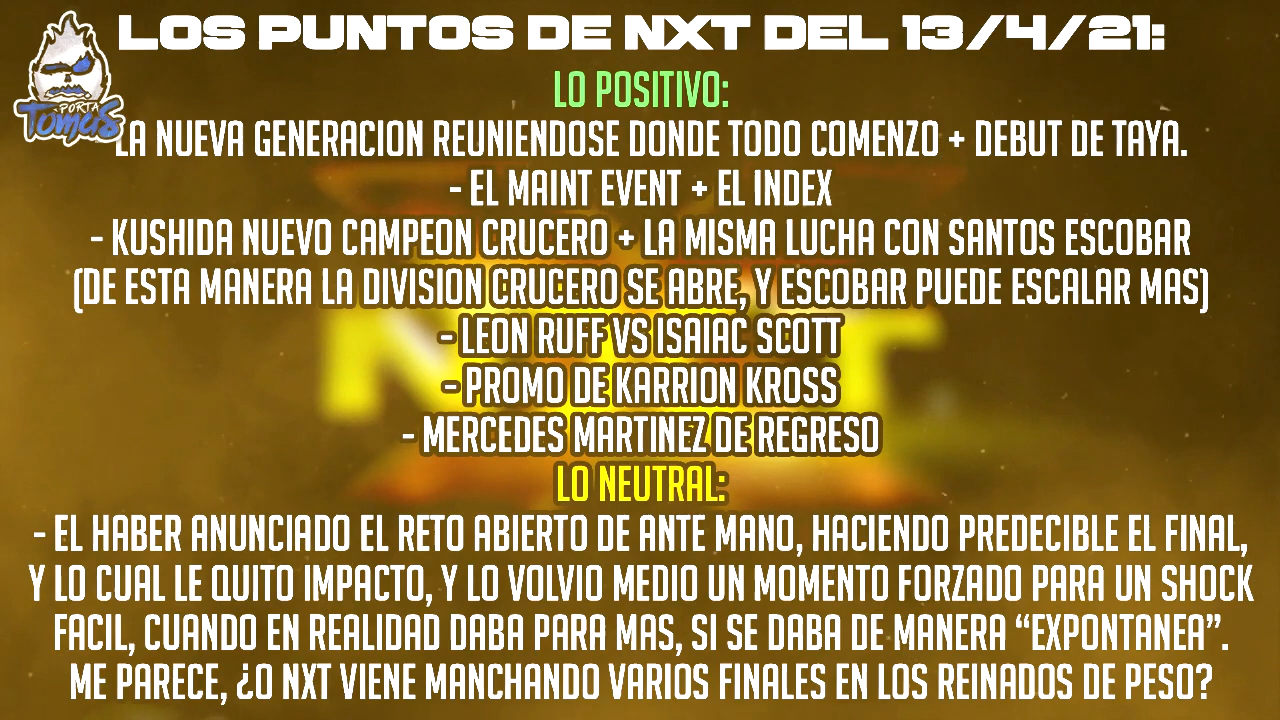 LOS PUNTOS DE NXT DEL 13/4/21:
PORTA
TomuS
LO POSITIVO:
LA NUEVA GENERACION REUNIENDOSE DONDE TODO COMENZO + DEBUT DE TAYA.
- EL MAINT EVENT + EL INDEX
- KUSHIDA NUEVO CAMPEON CRUCERO + LA MISMA LUCHA CON SANTOS ESCOBAR
(DE ESTA MANERA LA DIVISION CRUCERO SE ABRE, Y ESCOBAR PUEDE ESCALAR MAS)
- LEON RUFF VS ISAIAC SCOTT
- PROMO DE KARRION KROSS
- MERCEDES MARTINEZ DE REGRESO
LO NEUTRAL:
- EL HABER ANUNCIADO EL RETO ABIERTO DE ANTE MANO, HACIENDO PREDECIBLE EL FINAL,
Y LO CUAL LE QUITO IMPACTO, Y LO VOLVIO MEDIO UN MOMENTO FORZADO PARA UN SHOCK
FACIL, CUANDO EN REALIDAD DABA PARA MAS, SI SE DABA DE MANERA “EXPONTANEA”.
ME PARECE, ¿O NXT VIENE MANCHANDO VARIOS FINALES EN LOS REINADOS DE PESO?
NXT